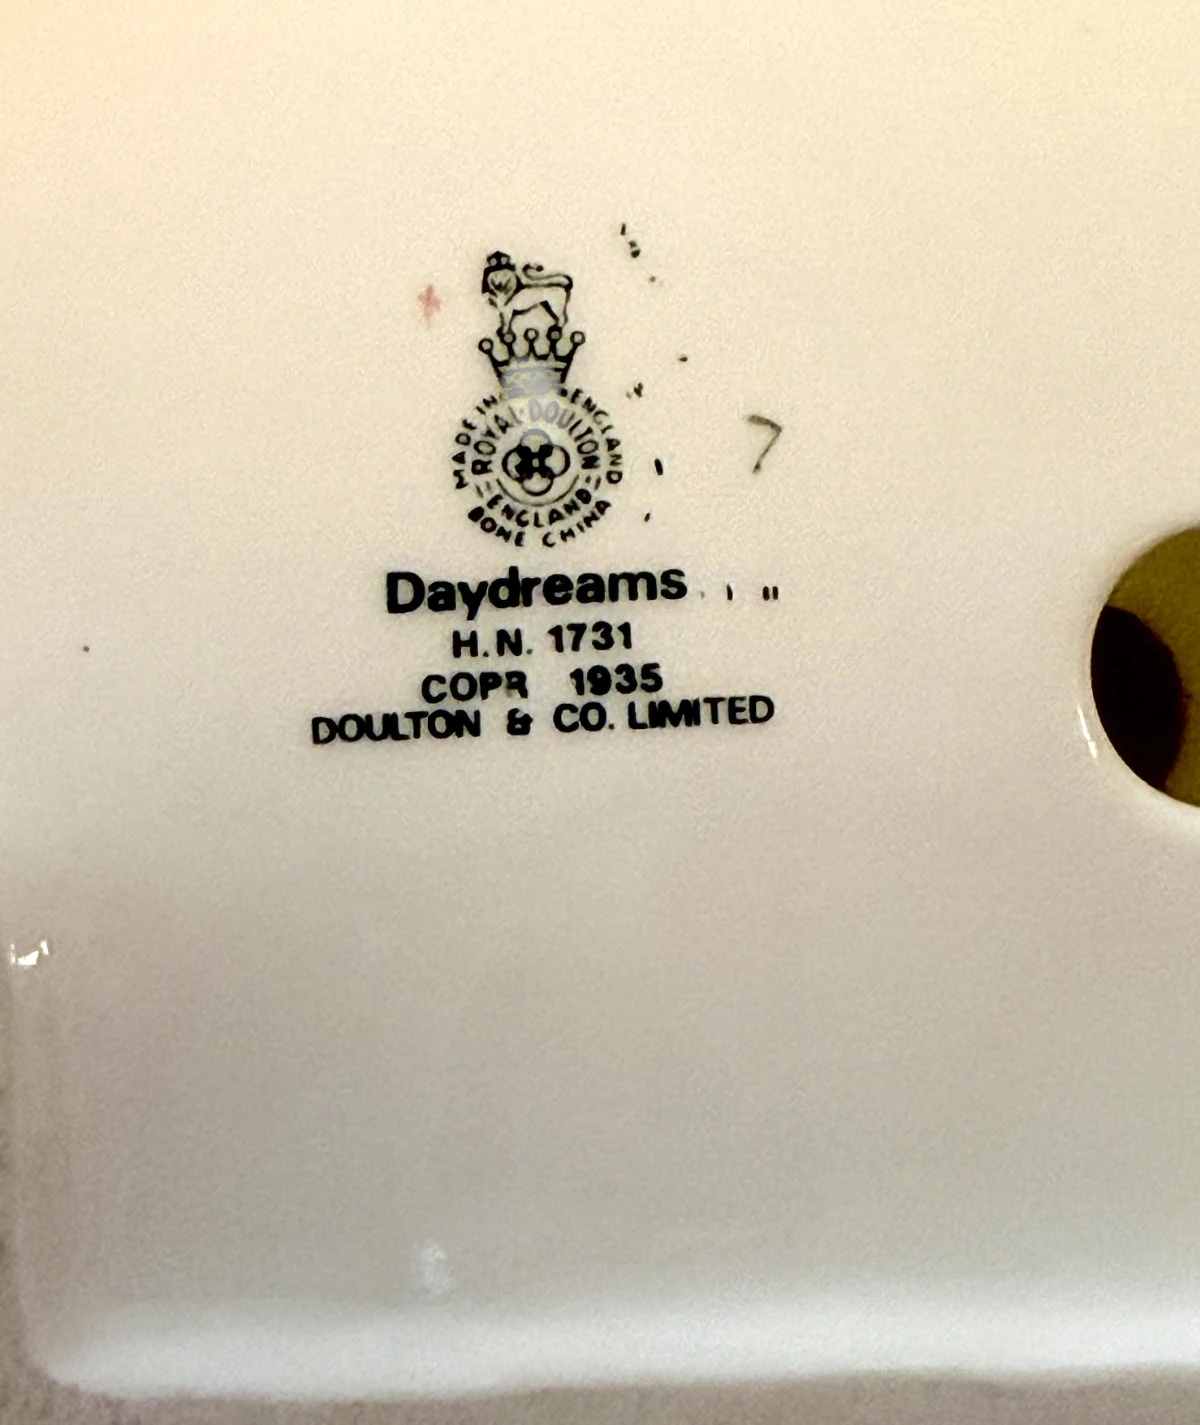 MADE IN ENGLAND
ROYAL DOULTON
ENGLAND
BONE CHINA
7
Daydreams
H.N. 1731
COPR 1935
DOULTON & CO. LIMITED